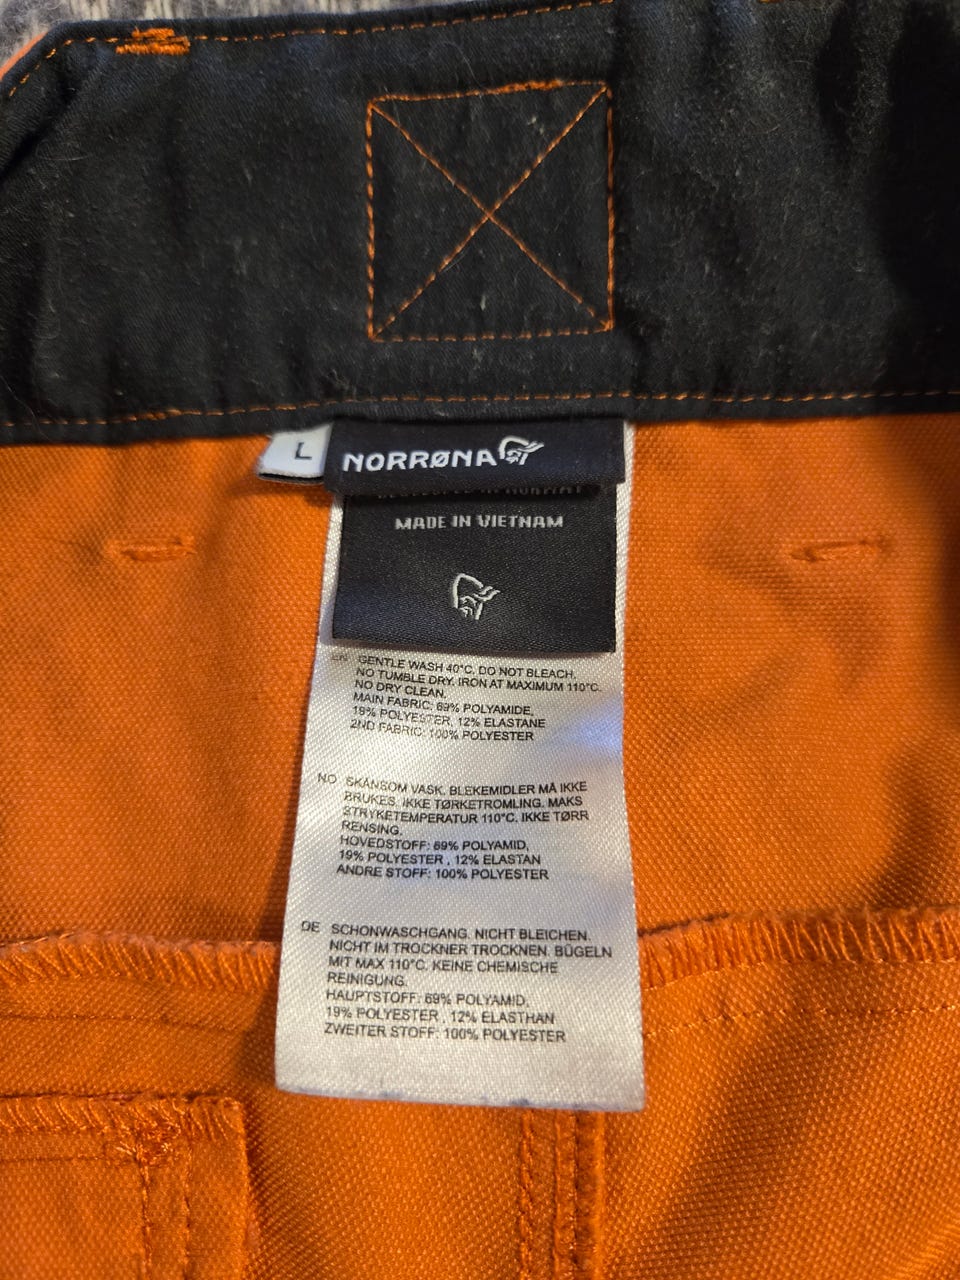 L
NORRØNA
MADE IN VIETNAM
EN GENTLE WASH 40°C. DO NOT BLEACH.
NO TUMBLE DRY. IRON AT MAXIMUM 110°C.
NO DRY CLEAN.
MAIN FABRIC: 69% POLYAMIDE,
19% POLYESTER, 12% ELASTANE
2ND FABRIC: 100% POLYESTER
NO SKÅNSOM VASK. BLEKEMIDLER MÅ IKKE
BRUKES. IKKE TØRKETROMLING. MAKS
STRYKETEMPERATUR 110°C. IKKE TØRR
RENSING.
HOVEDSTOFF: 69% POLYAMID,
19% POLYESTER , 12% ELASTAN
ANDRE STOFF: 100% POLYESTER
DE SCHONWASCHGANG. NICHT BLEICHEN.
NICHT IM TROCKNER TROCKNEN. BÜGELN
MIT MAX 110°C. KEINE CHEMISCHE
REINIGUNG.
HAUPTSTOFF: 69% POLYAMID,
19% POLYESTER , 12% ELASTHAN
ZWEITER STOFF: 100% POLYESTER